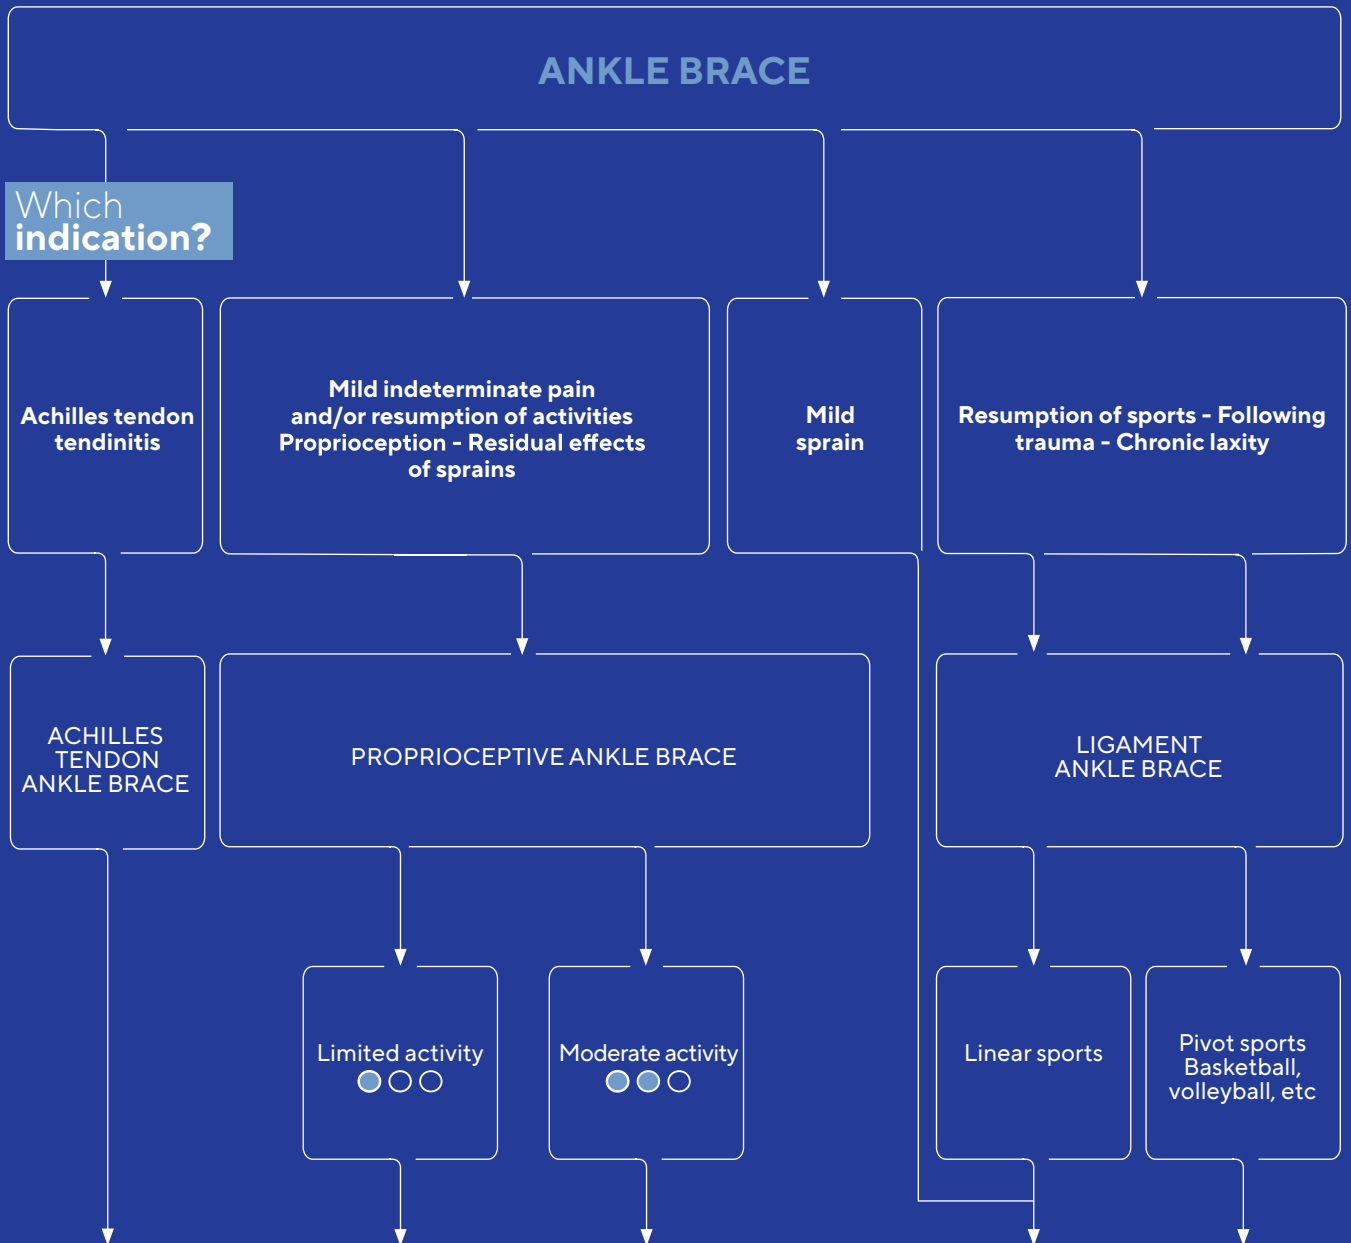 ANKLE BRACE
Which
indication?
Achilles tendon
tendinitis
Mild indeterminate pain
and/or resumption of activities
Proprioception - Residual effects
of sprains
Mild
sprain
Resumption of sports - Following
trauma - Chronic laxity
ACHILLES
TENDON
ANKLE BRACE
PROPRIOCEPTIVE ANKLE BRACE
LIGAMENT
ANKLE BRACE
Limited activity
Moderate activity
Linear sports
Pivot sports
Basketball,
volleyball, etc